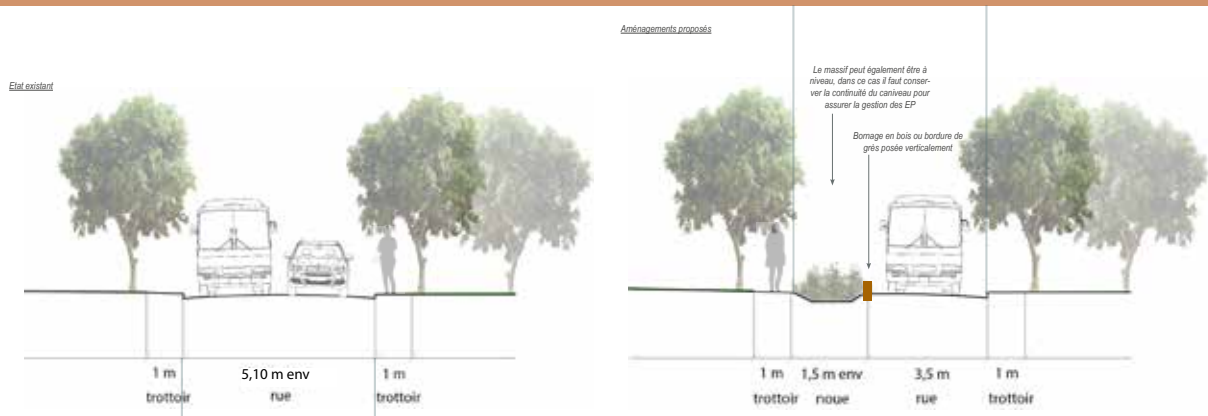 Etat existant
1 m
trottoir
5,10 m env
rue
1 m
trottoir
Aménagements proposés
Le massif peut également être à
niveau, dans ce cas il faut conser-
ver la continuité du caniveau pour
assurer la gestion des EP
Bornage en bois ou bordure de
grès posée verticalement
1 m
trottoir
1,5 m env
noue
3,5 m
rue
1 m
trottoir